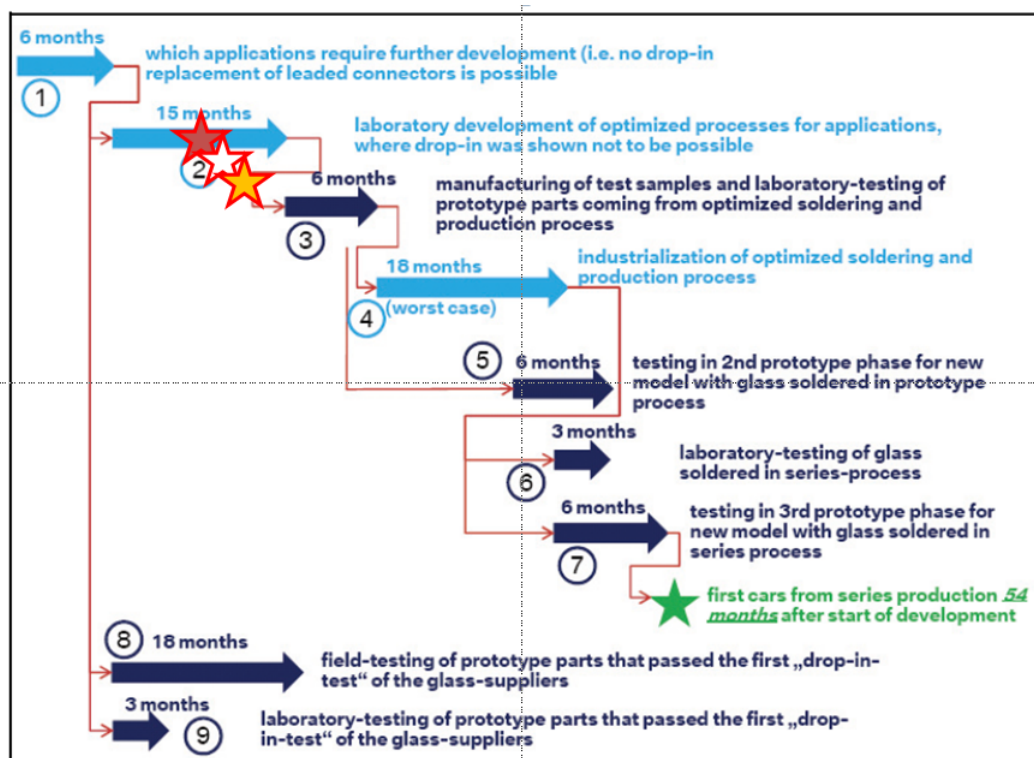 6 months
which applications require further development (i.e. no drop-in
replacement of leaded connectors is possible
1
15 months
laboratory development of optimized processes for applications,
where drop-in was shown not to be possible
2
6 months
manufacturing of test samples and laboratory-testing of
prototype parts coming from optimized soldering and
production process
3
18 months
(worst case)
industrialization of optimized soldering and
production process
4
5
6 months
testing in 2nd prototype phase for new
model with glass soldered in prototype
process
3 months
laboratory-testing of glass
soldered in series-process
6
6 months
testing in 3rd prototype phase for
new model with glass soldered in
series process
7
first cars from series production 54
months after start of development
8
18 months
field-testing of prototype parts that passed the first „drop-in-
test“ of the glass-suppliers
3 months
9
laboratory-testing of prototype parts that passed the first „drop-
in-test“ of the glass-suppliers